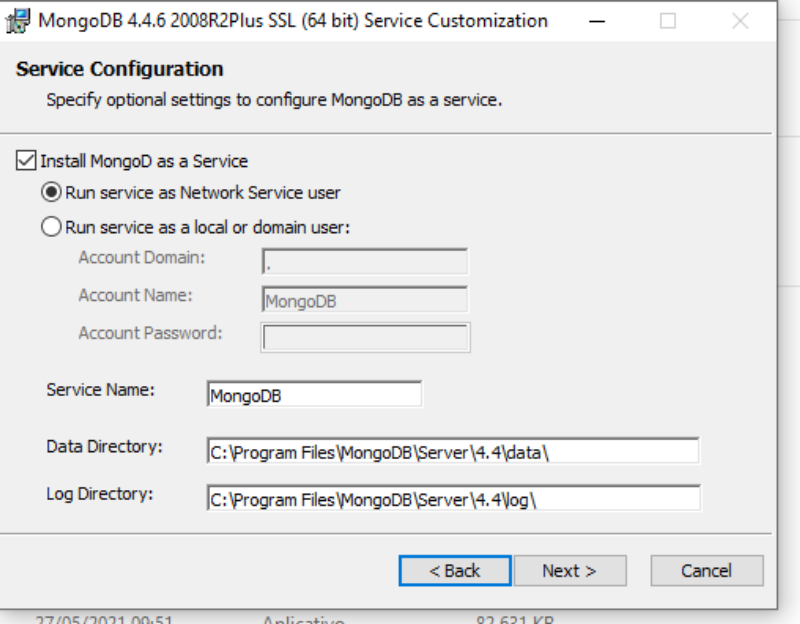 MongoDB 4.4.6 2008R2Plus SSL (64 bit) Service Customization
Service Configuration
Specify optional settings to configure MongoDB as a service.
Install MongoD as a Service
Run service as Network Service user
Run service as a local or domain user:
Account Domain: .
Account Name: MongoDB
Account Password:
Service Name: MongoDB
Data Directory: C:\Program Files\MongoDB\Server\4.4\data\
Log Directory: C:\Program Files\MongoDB\Server\4.4\log\
< Back Next > Cancel
27/05/2021 09:51 Aplicativo 82.631 KB